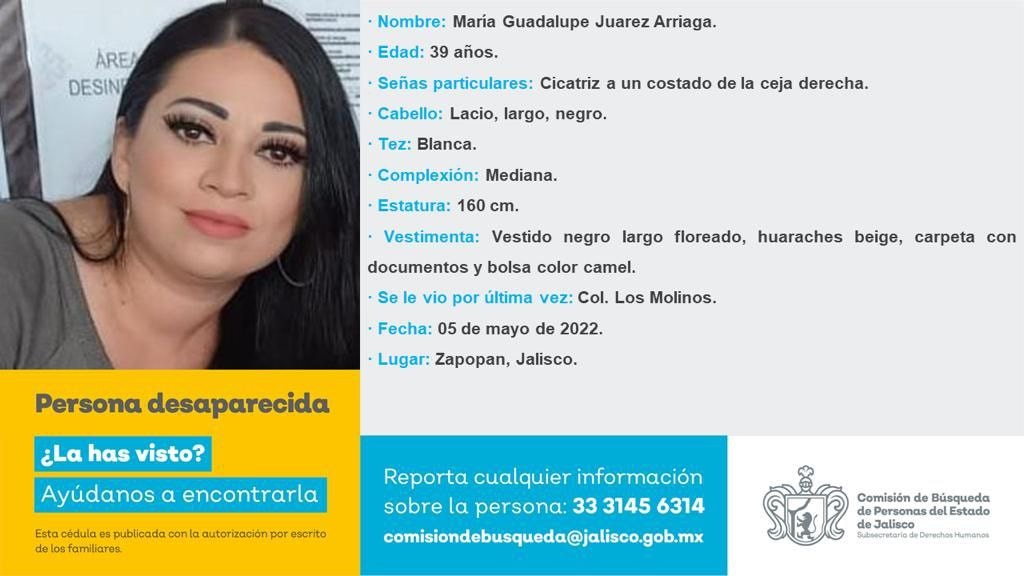 ÁREA
DESINF
· Nombre: María Guadalupe Juarez Arriaga.
· Edad: 39 años.
· Señas particulares: Cicatriz a un costado de la ceja derecha.
· Cabello: Lacio, largo, negro.
· Tez: Blanca.
· Complexión: Mediana.
· Estatura: 160 cm.
· Vestimenta: Vestido negro largo floreado, huaraches beige, carpeta con
documentos y bolsa color camel.
· Se le vio por última vez: Col. Los Molinos.
· Fecha: 05 de mayo de 2022.
· Lugar: Zapopan, Jalisco.
Persona desaparecida
¿La has visto?
Ayúdanos a encontrarla
Esta cédula es publicada con la autorización por escrito
de los familiares.
Reporta cualquier información
sobre la persona: 33 3145 6314
comisiondebusqueda@jalisco.gob.mx
Comisión de Búsqueda
de Personas del Estado
de Jalisco
Subsecretaría de Derechos Humanos